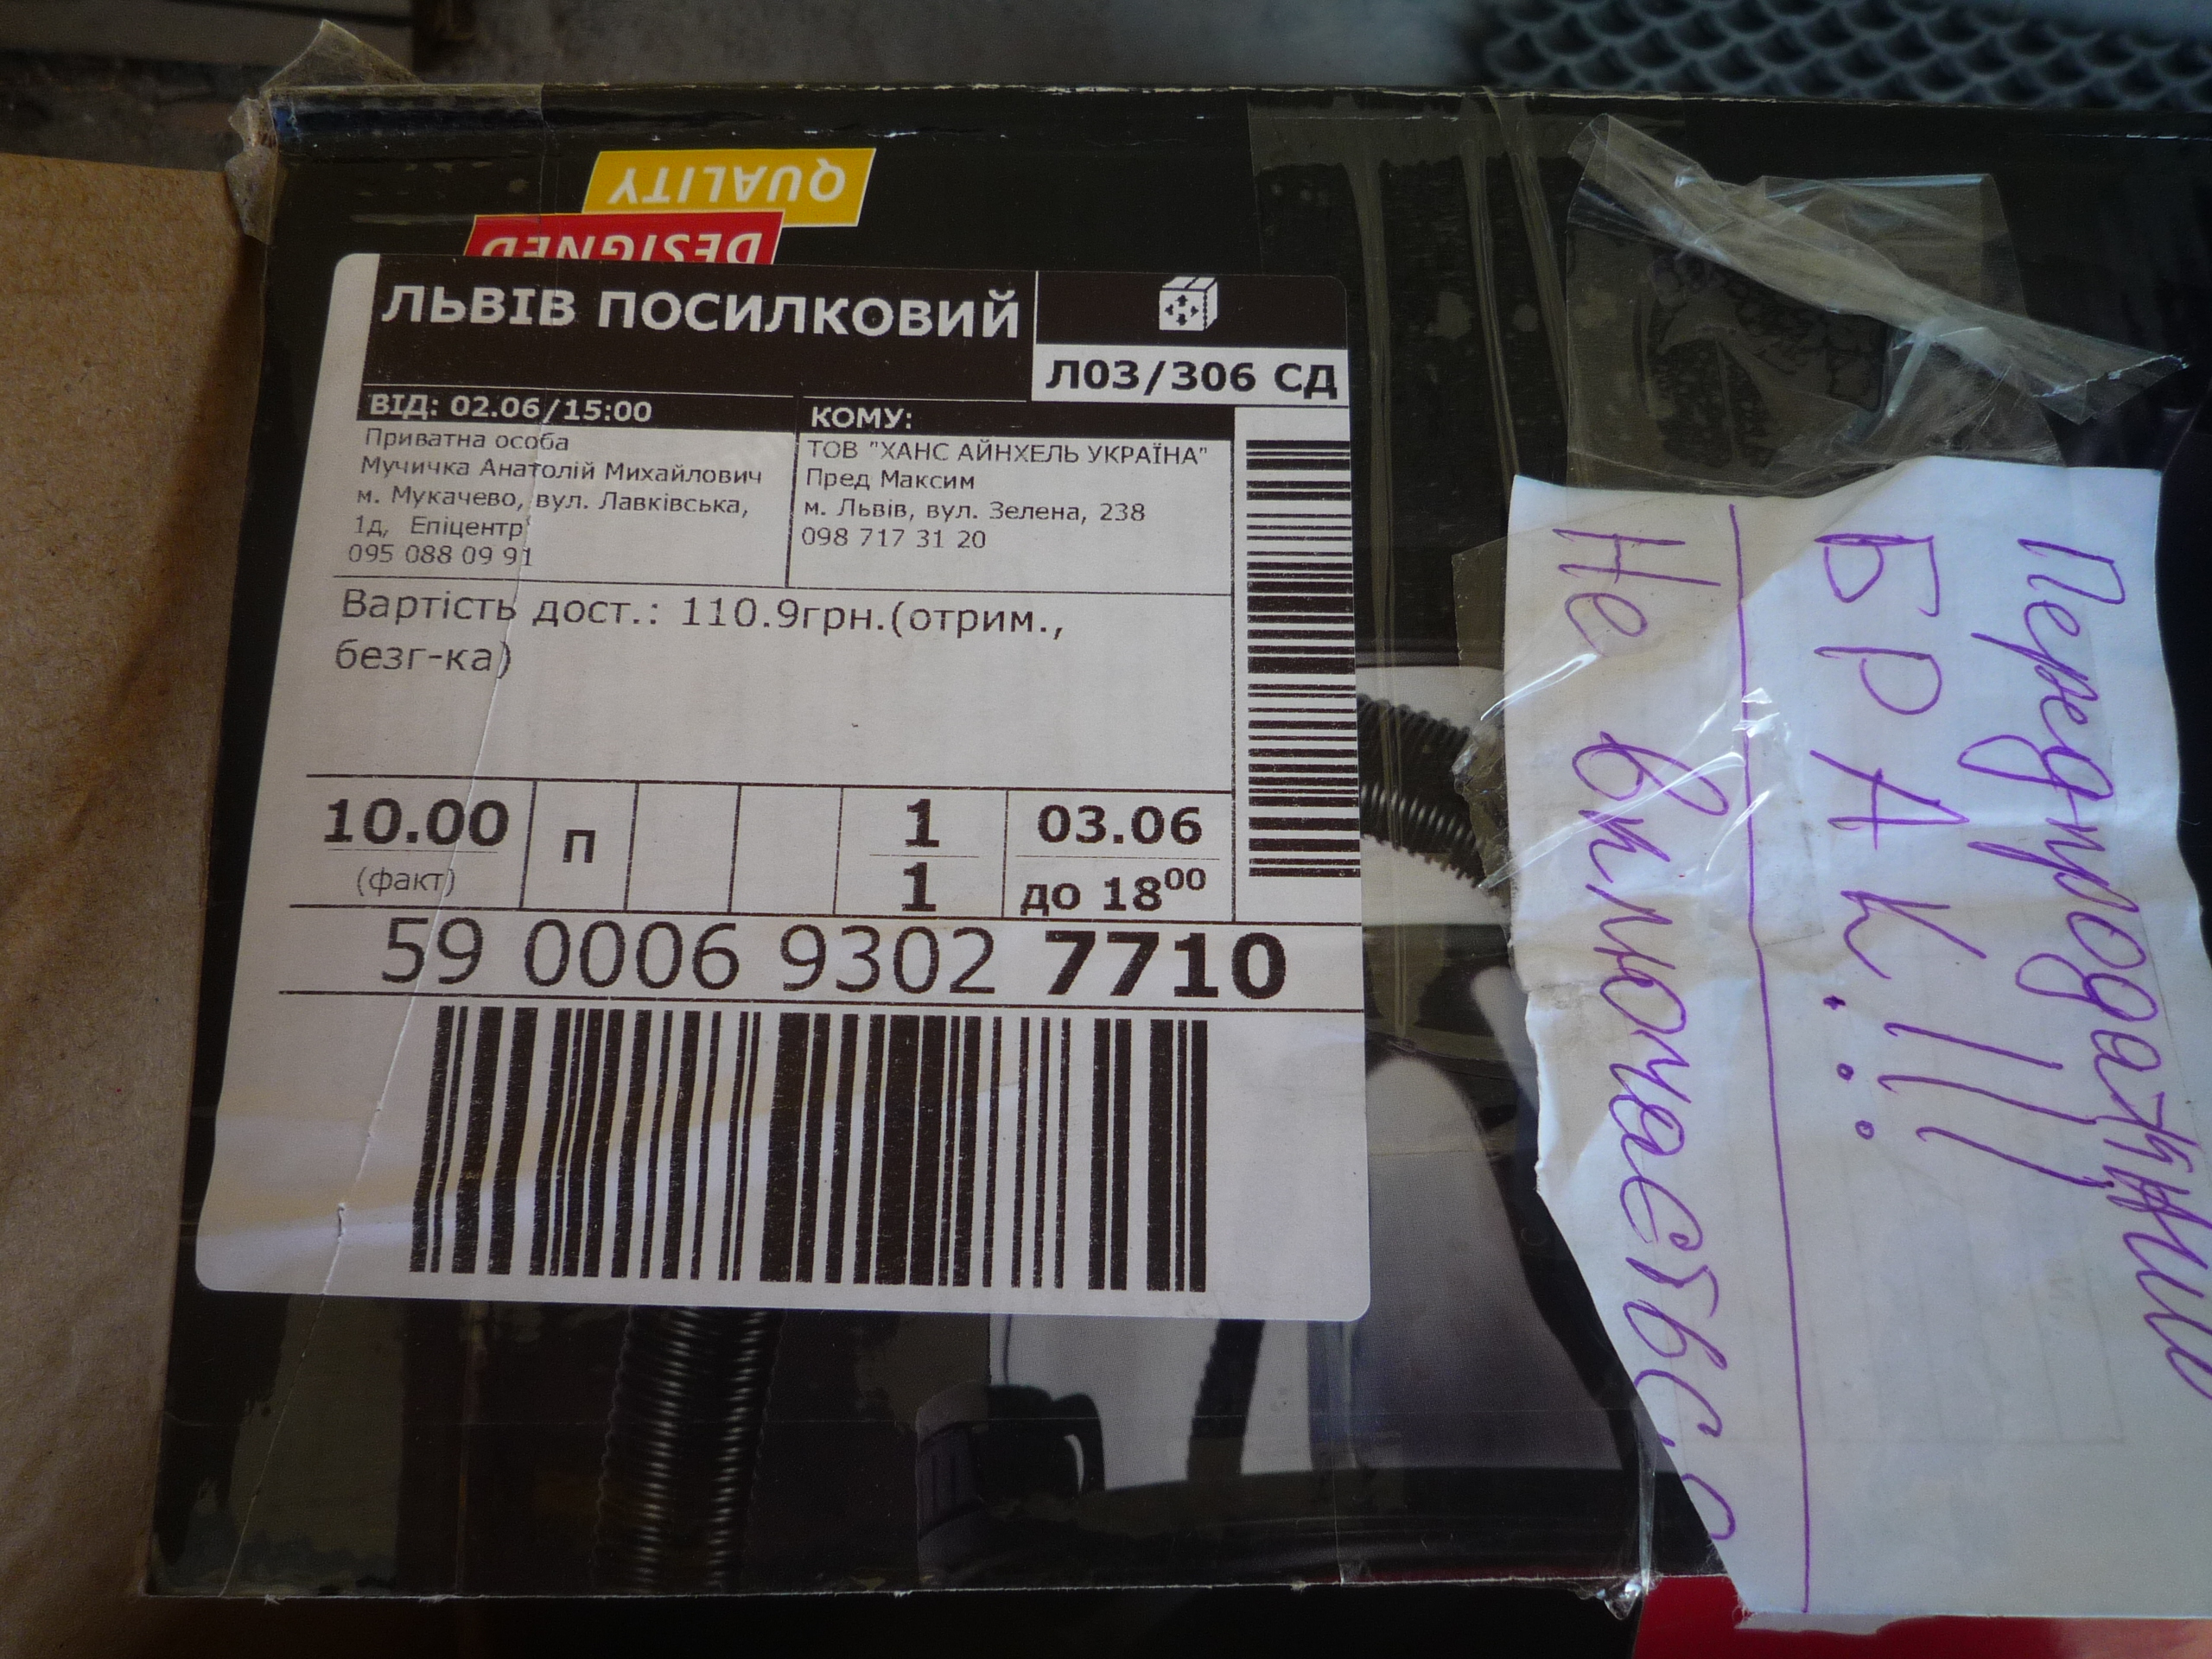 QUALITY
DESIGNED
ЛЬВІВ ПОСИЛКОВИЙ
Л03/306 СД
ВІД: 02.06/15:00
Приватна особа
Мучичка Анатолій Михайлович
м. Мукачево, вул. Лавківська,
1д, Епіцентр
095 088 09 91
КОМУ:
ТОВ "ХАНС АЙНХЕЛЬ УКРАЇНА"
Пред Максим
м. Львів, вул. Зелена, 238
098 717 31 20
Вартість дост.: 110.9грн.(отрим.,
безг-ка)
10.00
(факт)
П
1
1
03.06
до 18⁰⁰
59 0006 9302 7710
Передпродатний
БРАК!!!
Не включається